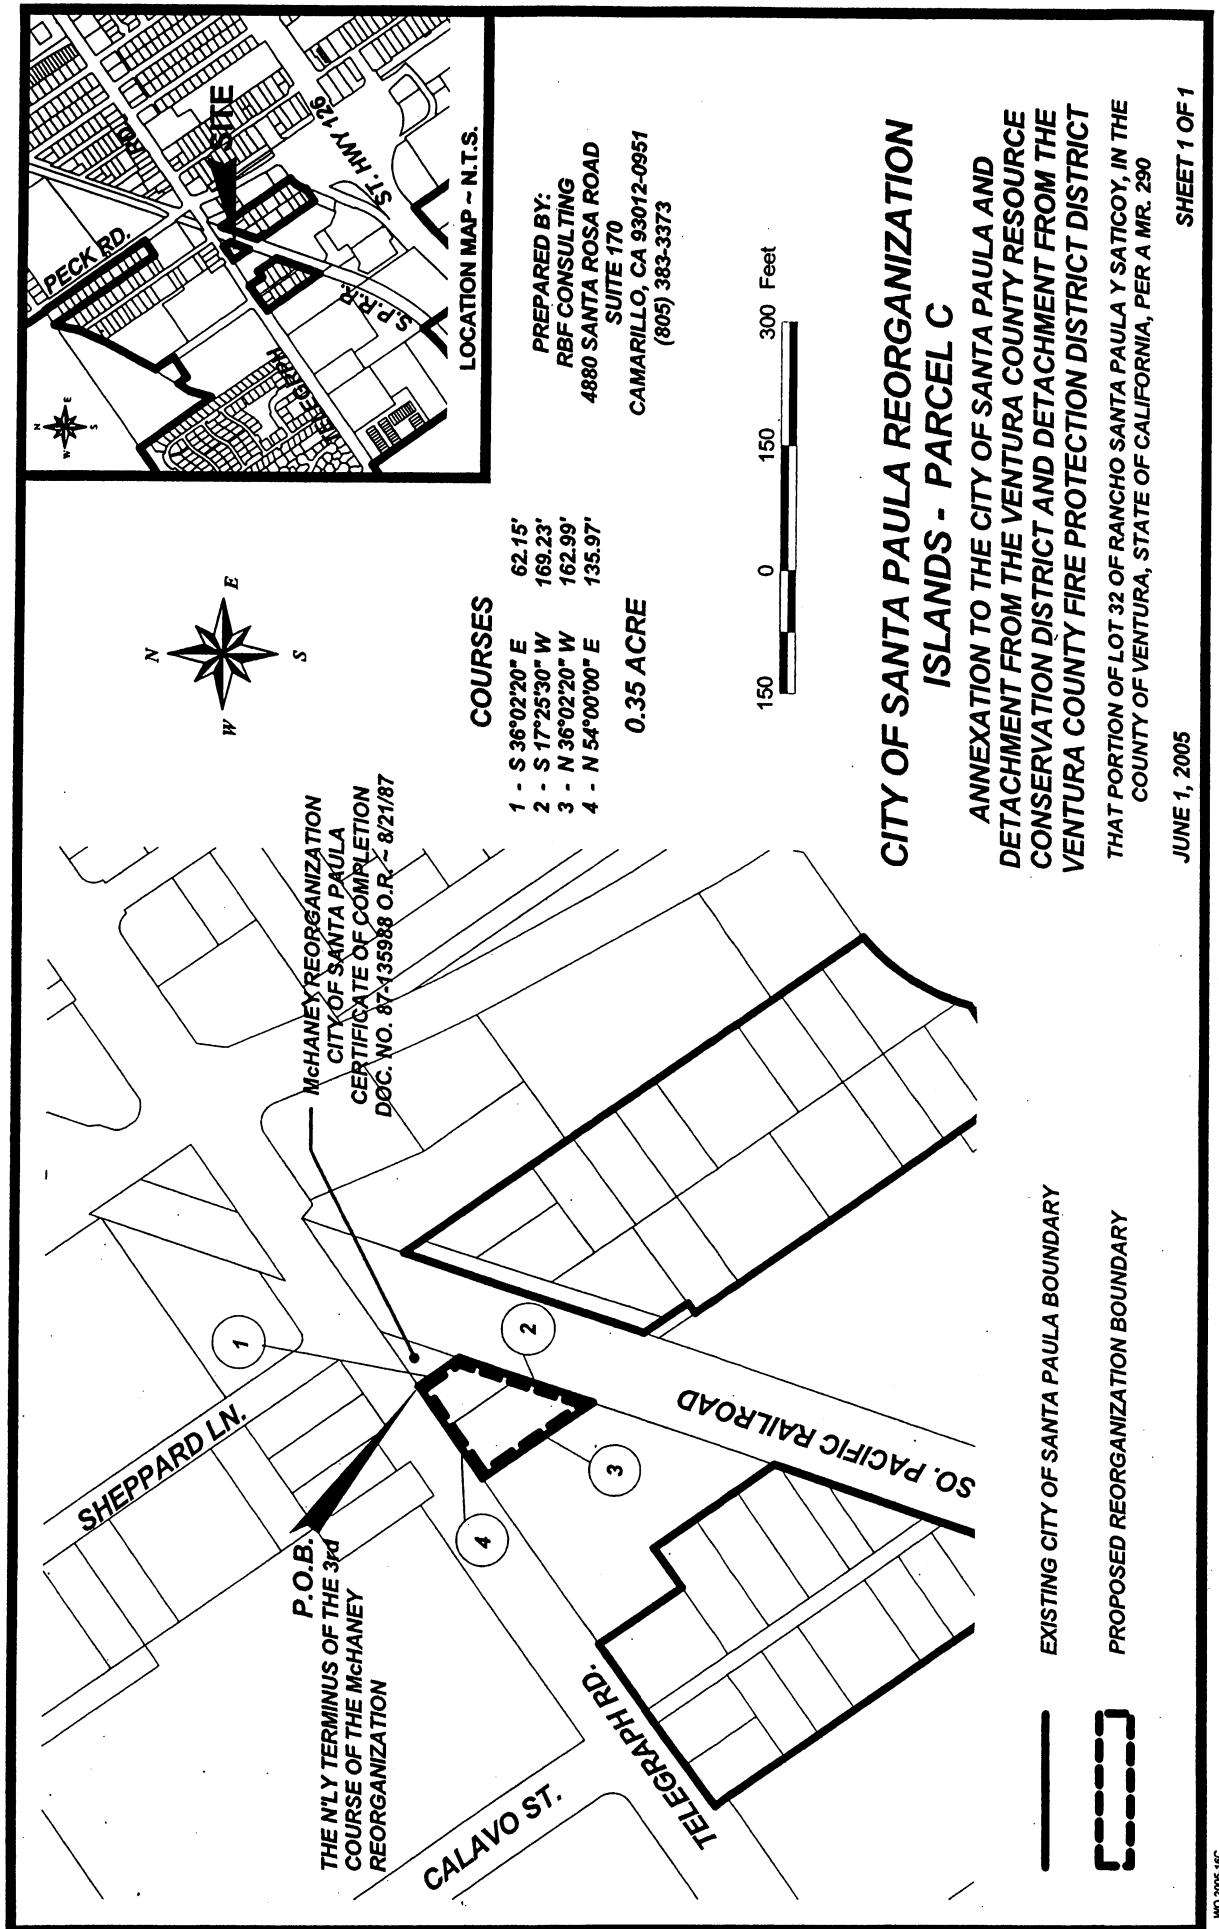 SHEPPARD LN.
CALAVO ST.
TELEGRAPH RD.
SO. PACIFIC RAILROAD
P.O.B.
THE N'LY TERMINUS OF THE 3rd
COURSE OF THE McHANEY
REORGANIZATION
McHANEY REORGANIZATION
CITY OF SANTA PAULA
CERTIFICATE OF COMPLETION
DOC. NO. 87-135988 O.R. ~ 8/21/87
1
2
3
4
N
E
S
W
PECK RD.
TELEGRPH
RD.
SITE
S.P.R.R.
ST. HWY 126
N
E
S
W
LOCATION MAP ~ N.T.S.
COURSES
1 - S 36°02'20" E 62.15'
2 - S 17°25'30" W 169.23'
3 - N 36°02'20" W 162.99'
4 - N 54°00'00" E 135.97'
0.35 ACRE
PREPARED BY:
RBF CONSULTING
4880 SANTA ROSA ROAD
SUITE 170
CAMARILLO, CA 93012-0951
(805) 383-3373
150 0 150 300 Feet
CITY OF SANTA PAULA REORGANIZATION
ISLANDS - PARCEL C
ANNEXATION TO THE CITY OF SANTA PAULA AND
DETACHMENT FROM THE VENTURA COUNTY RESOURCE
CONSERVATION DISTRICT AND DETACHMENT FROM THE
VENTURA COUNTY FIRE PROTECTION DISTRICT DISTRICT
THAT PORTION OF LOT 32 OF RANCHO SANTA PAULA Y SATICOY, IN THE
COUNTY OF VENTURA, STATE OF CALIFORNIA, PER A MR. 290
JUNE 1, 2005
SHEET 1 OF 1
EXISTING CITY OF SANTA PAULA BOUNDARY
PROPOSED REORGANIZATION BOUNDARY
WO 2005.16C